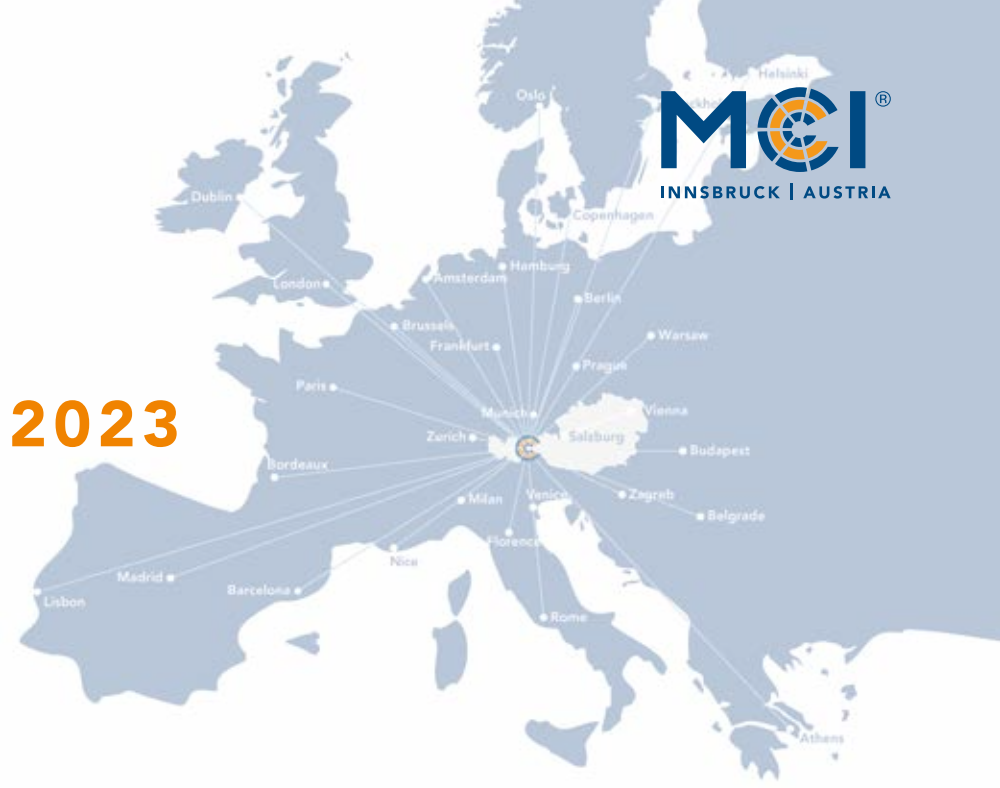 Helsinki
Oslo
MCI®
INNSBRUCK | AUSTRIA
Dublin
Copenhagen
Hamburg
Amsterdam
London
Berlin
Brussels
Warsaw
Frankfurt
Prague
Paris
2023
Munich
Vienna
Zurich
Salzburg
Budapest
Bordeaux
Milan
Venice
Zagreb
Belgrade
Florence
Nice
Madrid
Barcelona
Lisbon
Rome
Athens